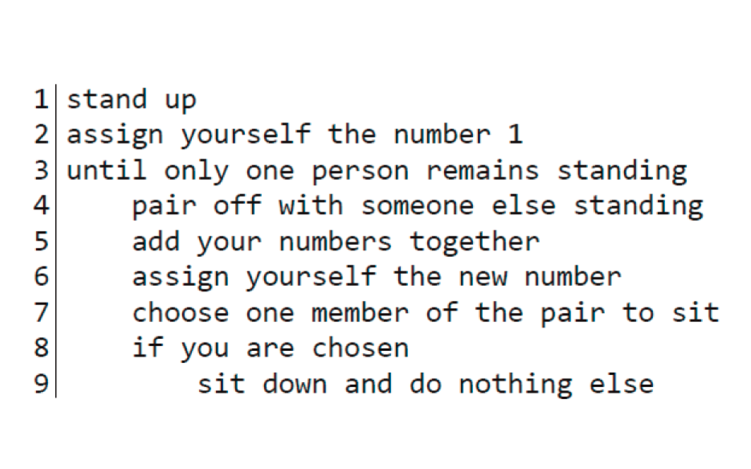 1 stand up
2 assign yourself the number 1
3 until only one person remains standing
4     pair off with someone else standing
5     add your numbers together
6     assign yourself the new number
7     choose one member of the pair to sit
8     if you are chosen
9         sit down and do nothing else